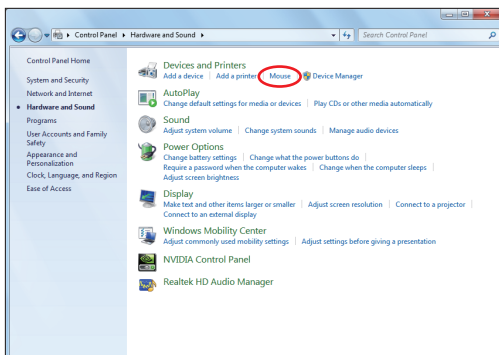 Control Panel ▸ Hardware and Sound ▸
Search Control Panel
Control Panel Home
System and Security
Network and Internet
Hardware and Sound
Programs
User Accounts and Family
Safety
Appearance and
Personalization
Clock, Language, and Region
Ease of Access
Devices and Printers
Add a device | Add a printer | Mouse | Device Manager
AutoPlay
Change default settings for media or devices | Play CDs or other media automatically
Sound
Adjust system volume | Change system sounds | Manage audio devices
Power Options
Change battery settings | Change what the power buttons do |
Require a password when the computer wakes | Change when the computer sleeps |
Adjust screen brightness
Display
Make text and other items larger or smaller | Adjust screen resolution | Connect to a projector |
Connect to an external display
Windows Mobility Center
Adjust commonly used mobility settings | Adjust settings before giving a presentation
NVIDIA Control Panel
Realtek HD Audio Manager